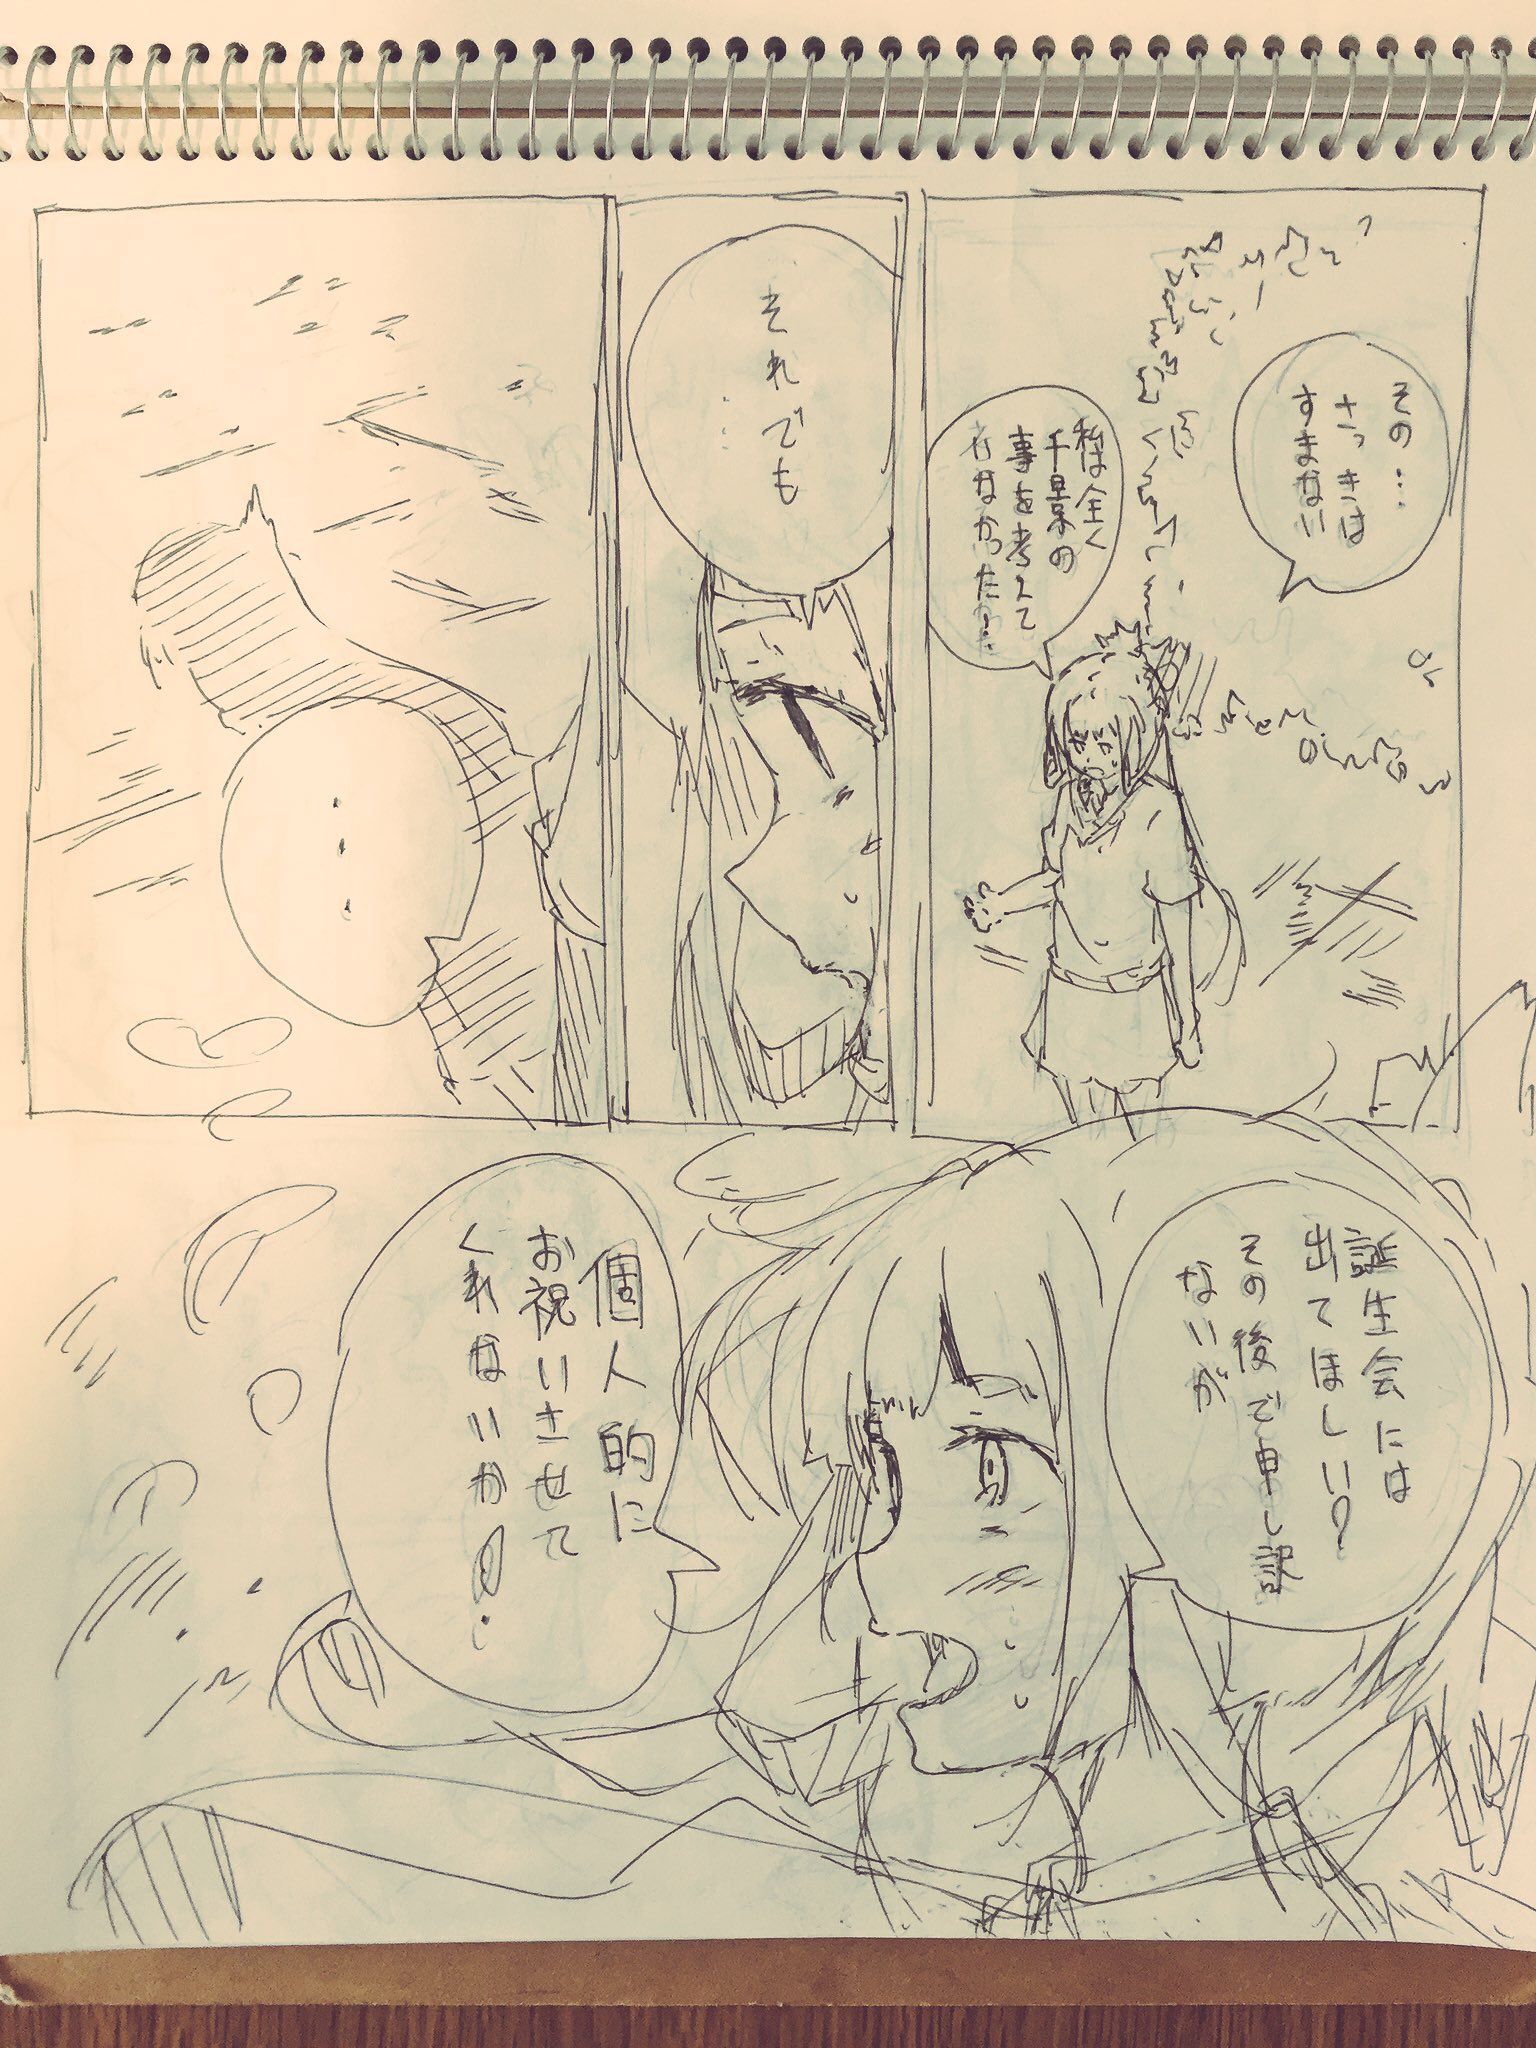 その…
さっきは
すまない
私は全く
千景の
事を考えて
れなかった…
それでも
…
…
誕生会には
出てほしい？
その後で申し訳
ないが
個人的に
お祝いさせて
くれないか